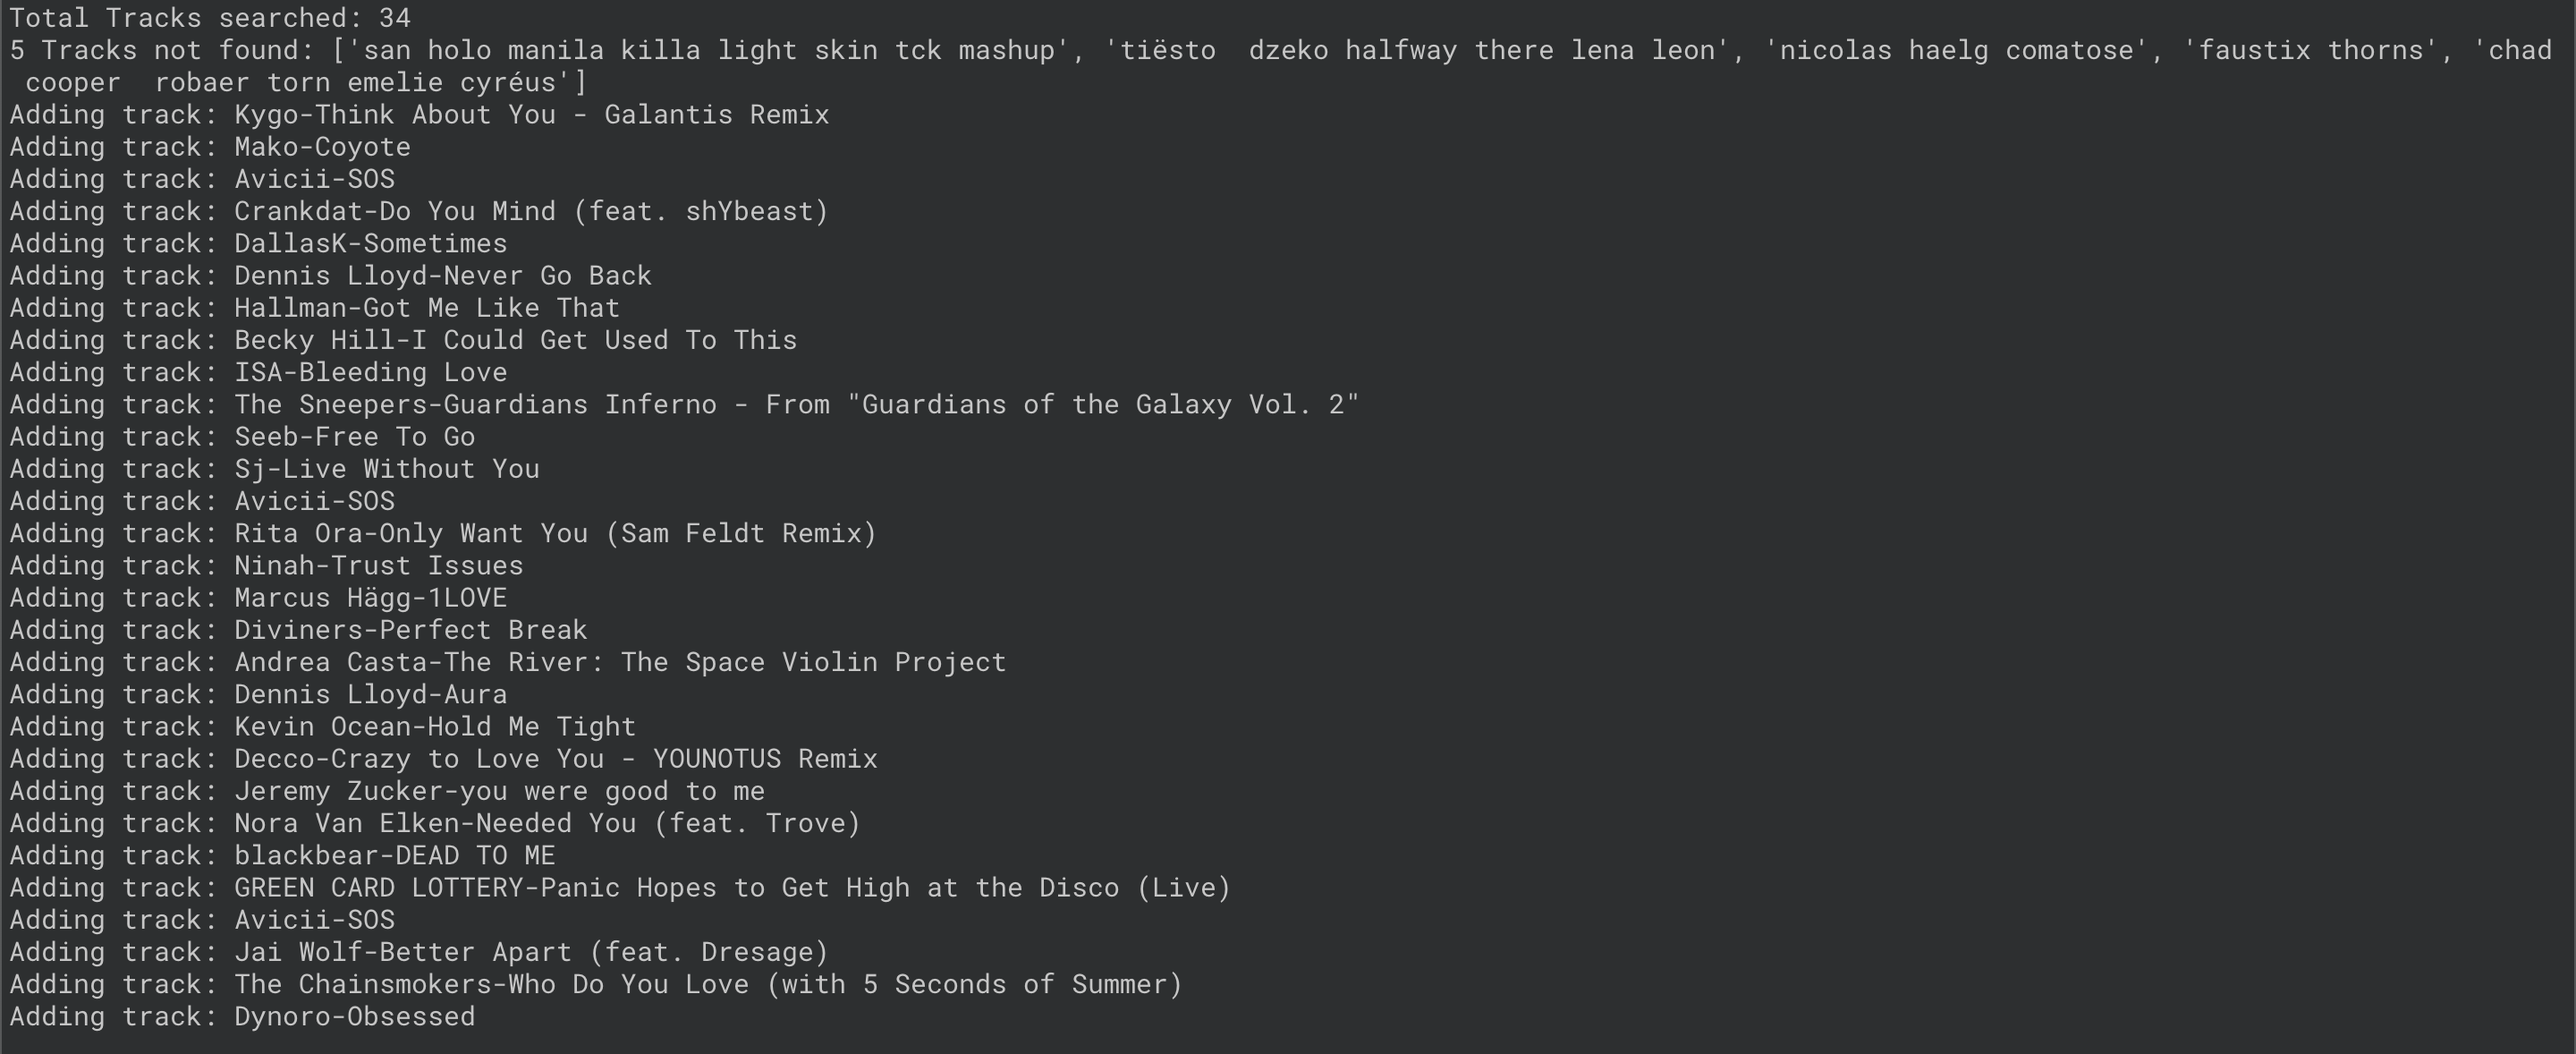 Total Tracks searched: 34
5 Tracks not found: ['san holo manila killa light skin tck mashup', 'tiësto  dzeko halfway there lena leon', 'nicolas haelg comatose', 'faustix thorns', 'chad
 cooper  robaer torn emelie cyréus']
Adding track: Kygo-Think About You - Galantis Remix
Adding track: Mako-Coyote
Adding track: Avicii-SOS
Adding track: Crankdat-Do You Mind (feat. shYbeast)
Adding track: DallasK-Sometimes
Adding track: Dennis Lloyd-Never Go Back
Adding track: Hallman-Got Me Like That
Adding track: Becky Hill-I Could Get Used To This
Adding track: ISA-Bleeding Love
Adding track: The Sneepers-Guardians Inferno - From "Guardians of the Galaxy Vol. 2"
Adding track: Seeb-Free To Go
Adding track: Sj-Live Without You
Adding track: Avicii-SOS
Adding track: Rita Ora-Only Want You (Sam Feldt Remix)
Adding track: Ninah-Trust Issues
Adding track: Marcus Hägg-1LOVE
Adding track: Diviners-Perfect Break
Adding track: Andrea Casta-The River: The Space Violin Project
Adding track: Dennis Lloyd-Aura
Adding track: Kevin Ocean-Hold Me Tight
Adding track: Decco-Crazy to Love You - YOUNOTUS Remix
Adding track: Jeremy Zucker-you were good to me
Adding track: Nora Van Elken-Needed You (feat. Trove)
Adding track: blackbear-DEAD TO ME
Adding track: GREEN CARD LOTTERY-Panic Hopes to Get High at the Disco (Live)
Adding track: Avicii-SOS
Adding track: Jai Wolf-Better Apart (feat. Dresage)
Adding track: The Chainsmokers-Who Do You Love (with 5 Seconds of Summer)
Adding track: Dynoro-Obsessed